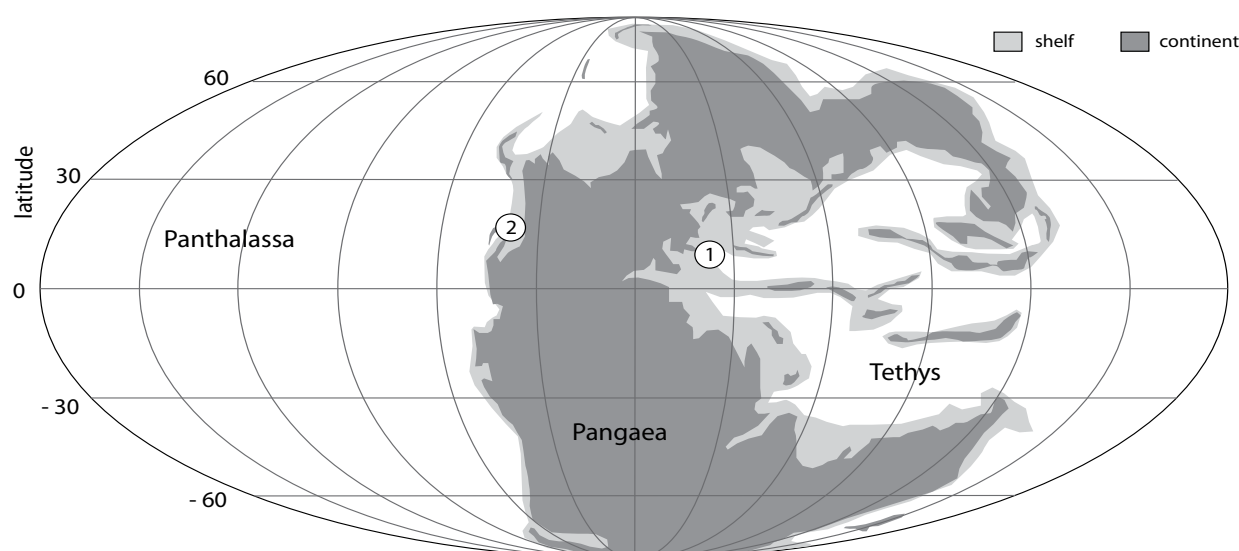 shelf
continent
60
latitude
30
2
Panthalassa
1
0
Tethys
- 30
Pangaea
- 60